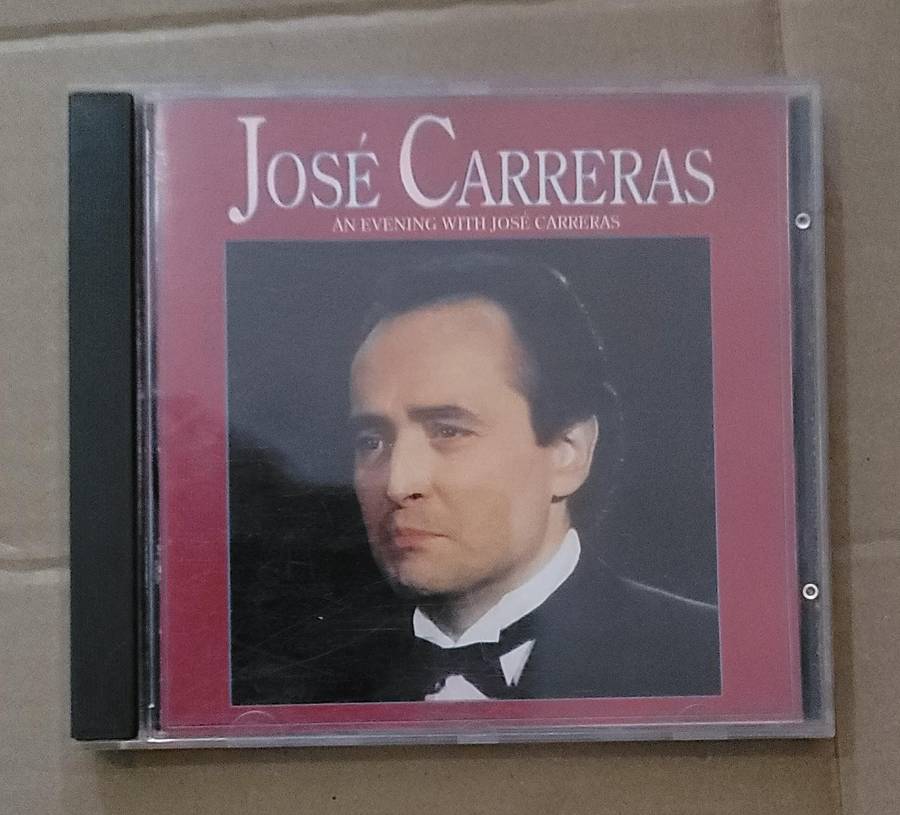 JOSÉ CARRERAS
AN EVENING WITH JOSÉ CARRERAS